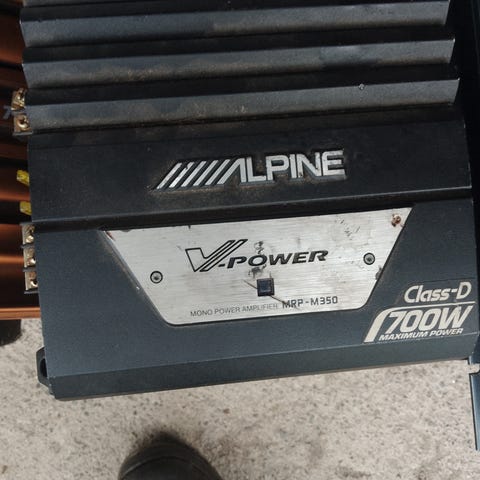 ALPINE
V-POWER
MONO POWER AMPLIFIER MRP-M350
Class-D
700W
MAXIMUM POWER